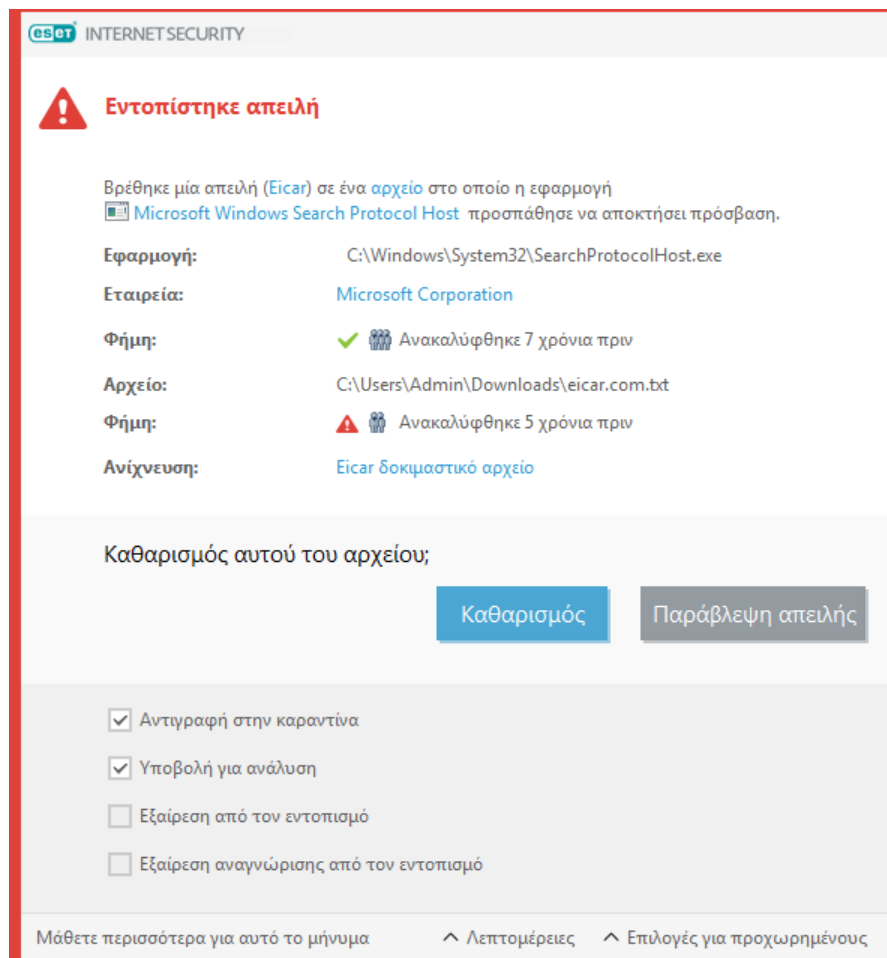 eset INTERNET SECURITY
Εντοπίστηκε απειλή
Βρέθηκε μία απειλή (Eicar) σε ένα αρχείο στο οποίο η εφαρμογή
Microsoft Windows Search Protocol Host προσπάθησε να αποκτήσει πρόσβαση.
Εφαρμογή: C:\Windows\System32\SearchProtocolHost.exe
Εταιρεία: Microsoft Corporation
Φήμη: Ανακαλύφθηκε 7 χρόνια πριν
Αρχείο: C:\Users\Admin\Downloads\eicar.com.txt
Φήμη: Ανακαλύφθηκε 5 χρόνια πριν
Ανίχνευση: Eicar δοκιμαστικό αρχείο
Καθαρισμός αυτού του αρχείου;
Καθαρισμός Παράβλεψη απειλής
Αντιγραφή στην καραντίνα
Υποβολή για ανάλυση
Εξαίρεση από τον εντοπισμό
Εξαίρεση αναγνώρισης από τον εντοπισμό
Μάθετε περισσότερα για αυτό το μήνυμα Λεπτομέρειες Επιλογές για προχωρημένους